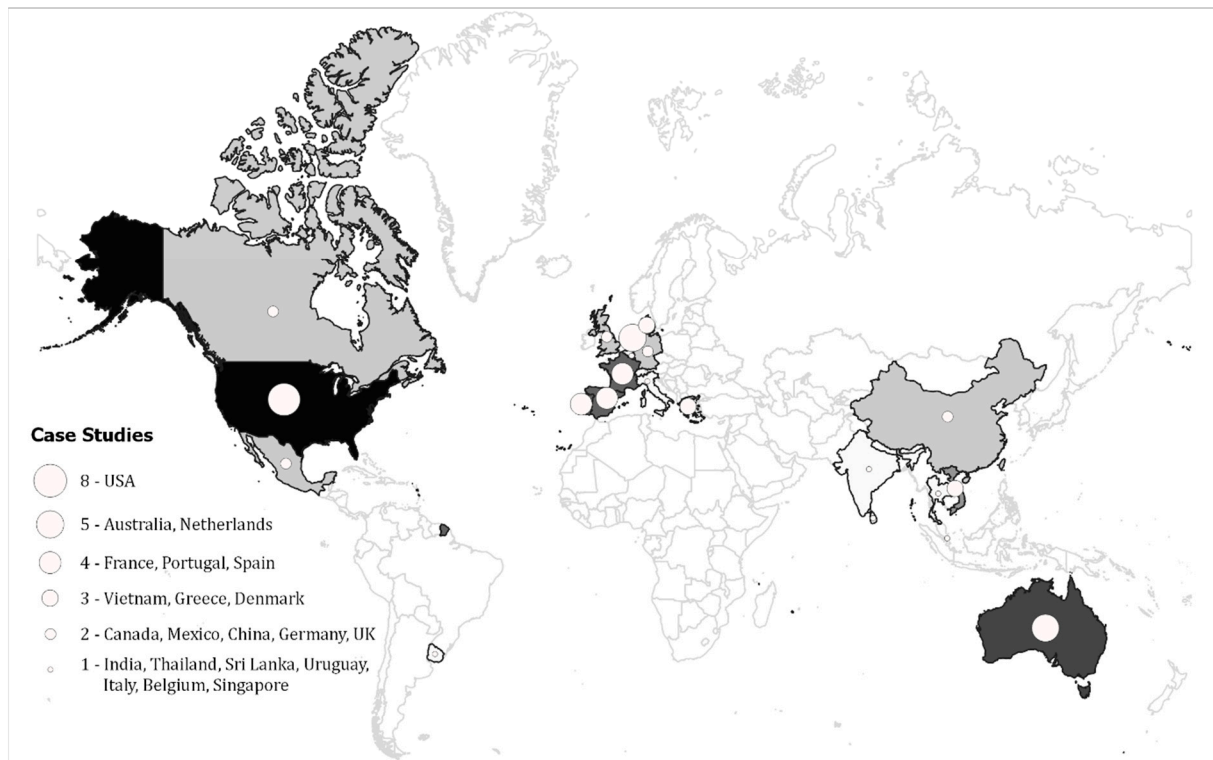 Case Studies
8 - USA
5 - Australia, Netherlands
4 - France, Portugal, Spain
3 - Vietnam, Greece, Denmark
2 - Canada, Mexico, China, Germany, UK
1 - India, Thailand, Sri Lanka, Uruguay,
Italy, Belgium, Singapore